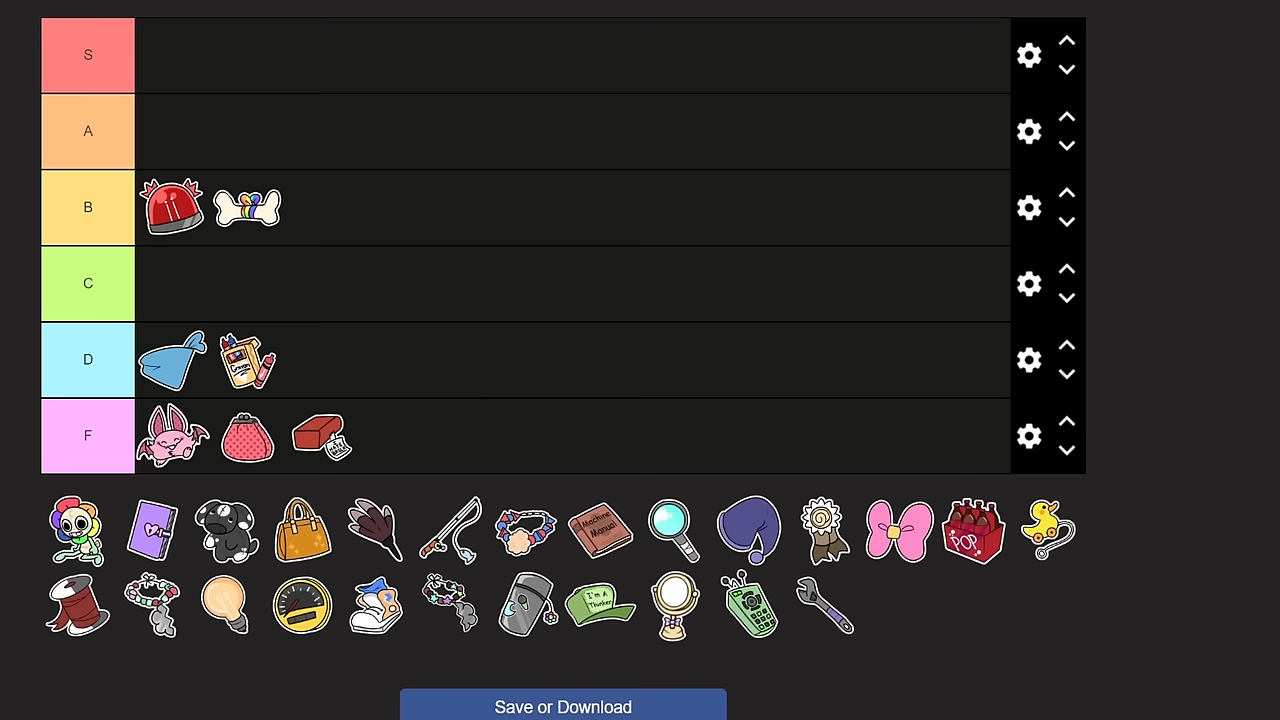 S
A
B
C
D
Crayon
F
Machine
Manual
POP
I'm A
Thinker
Save or Download